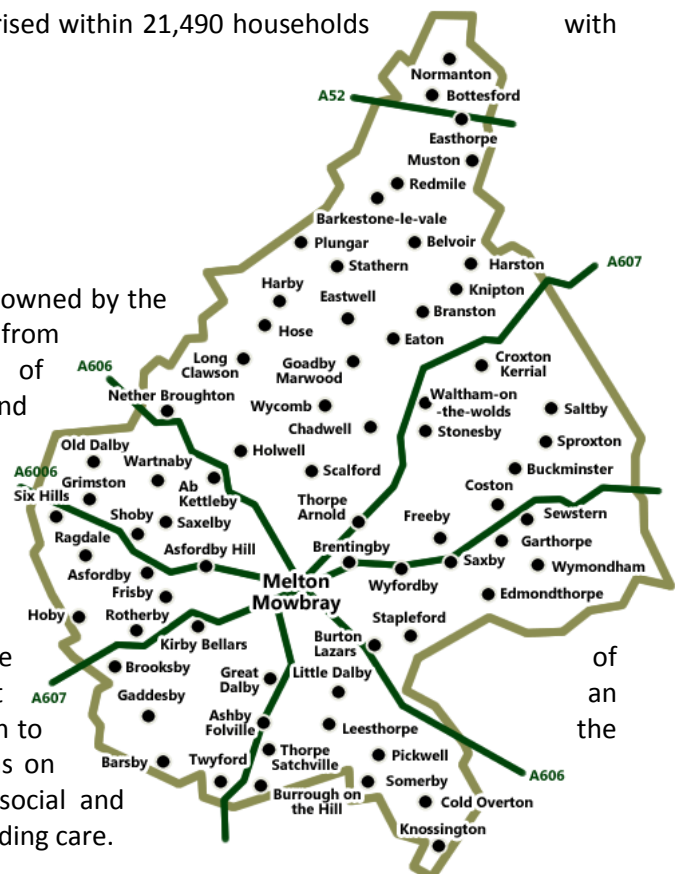 rised within 21,490 households with
Normanton
A52
Bottesford
Easthorpe
Muston
Redmile
Barkestone-le-vale
Plungar
Belvoir
Stathern
Harston
A607
owned by the
Harby
Knipton
Eastwell
from
Branston
Hose
Eaton
of
Long
Clawson
Goadby
Marwood
Croxton
Kerrial
A606
Nether Broughton
nd
Wycomb
Waltham-on
-the-wolds
Saltby
Chadwell
Stonesby
Old Dalby
Sproxton
Wartnaby
Holwell
A6006
Scalford
Buckminster
Six Hills
Grimston
Ab
Kettleby
Coston
Shoby
Saxelby
Thorpe
Arnold
Freeby
Sewstern
Ragdale
Asfordby Hill
Brentingby
Garthorpe
Asfordby
Melton
Mowbray
Saxby
Wymondham
Frisby
Wyfordby
Edmondthorpe
Hoby
Rotherby
Stapleford
Kirby Bellars
Burton
Lazars
e of
Brooksby
Great
Dalby
Little Dalby
A607
t an
Gaddesby
n to the
Ashby
Folville
Leesthorpe
s on
Barsby
Twyford
Thorpe
Satchville
Pickwell
A606
social and
Burrough on
the Hill
Somerby
Cold Overton
ding care.
Knossington